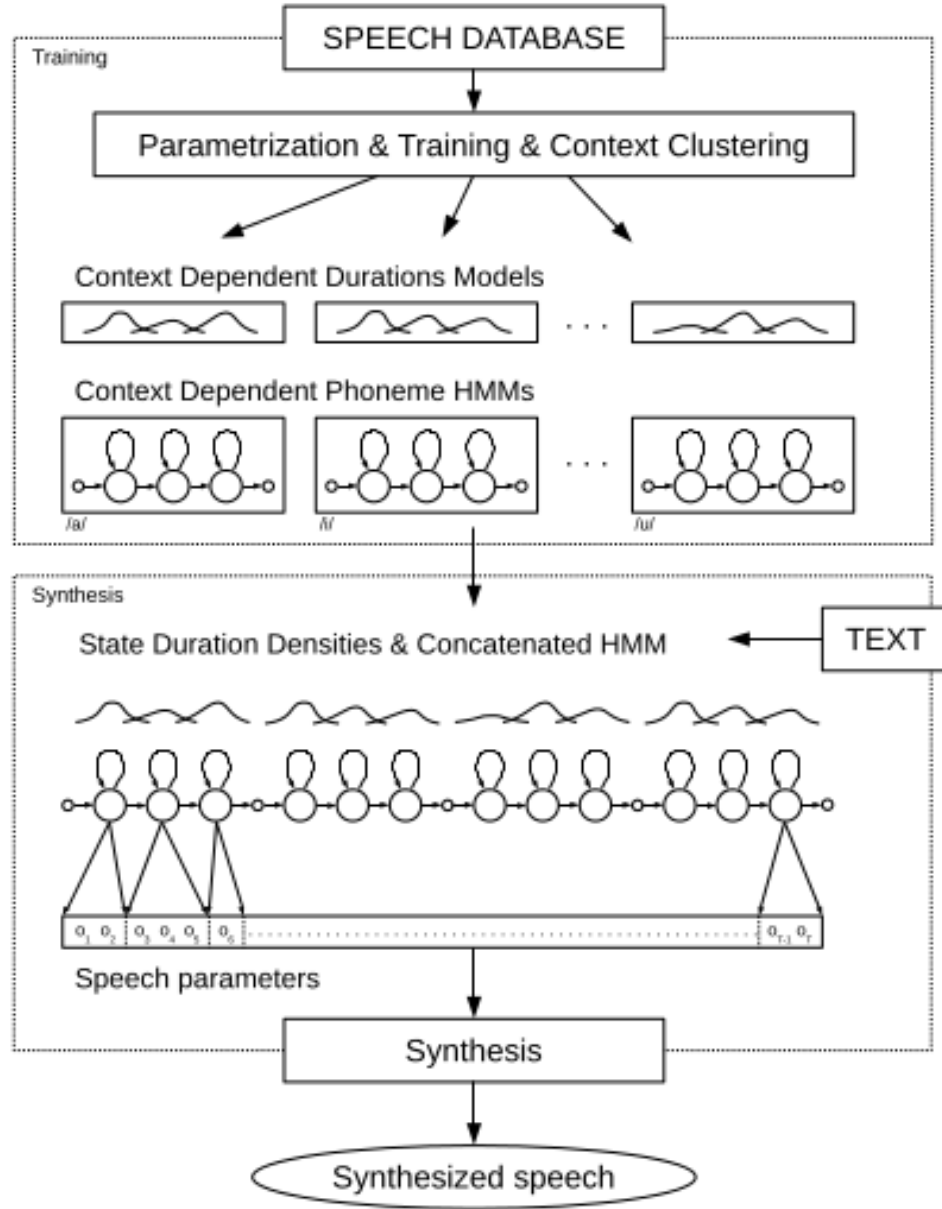 SPEECH DATABASE
Training
Parametrization & Training & Context Clustering
Context Dependent Durations Models
. . .
Context Dependent Phoneme HMMs
. . .
/a/ /i/ /u/
Synthesis
State Duration Densities & Concatenated HMM
TEXT
o1 o2 o3 o4 o5 o6 ........ oT-1 oT
Speech parameters
Synthesis
Synthesized speech